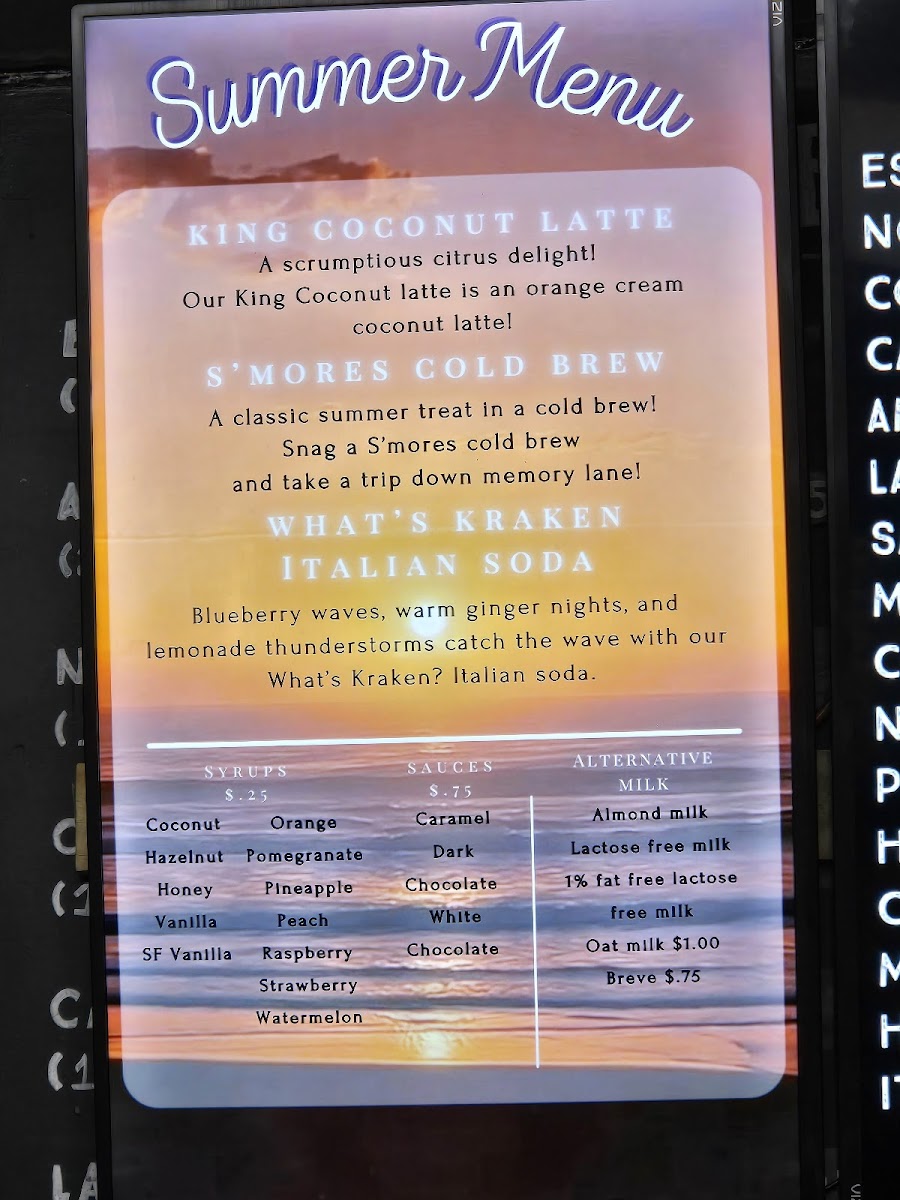 Summer Menu
KING COCONUT LATTE
A scrumptious citrus delight!
Our King Coconut latte is an orange cream
coconut latte!
S'MORES COLD BREW
A classic summer treat in a cold brew!
Snag a S'mores cold brew
and take a trip down memory lane!
WHAT'S KRAKEN
ITALIAN SODA
Blueberry waves, warm ginger nights, and
lemonade thunderstorms catch the wave with our
What's Kraken? Italian soda.
SYRUPS
$.25
Coconut Orange
Hazelnut Pomegranate
Honey Pineapple
Vanilla Peach
SF Vanilla Raspberry
Strawberry
Watermelon
SAUCES
$.75
Caramel
Dark
Chocolate
White
Chocolate
ALTERNATIVE
MILK
Almond milk
Lactose free milk
1% fat free lactose
free milk
Oat milk $1.00
Breve $.75